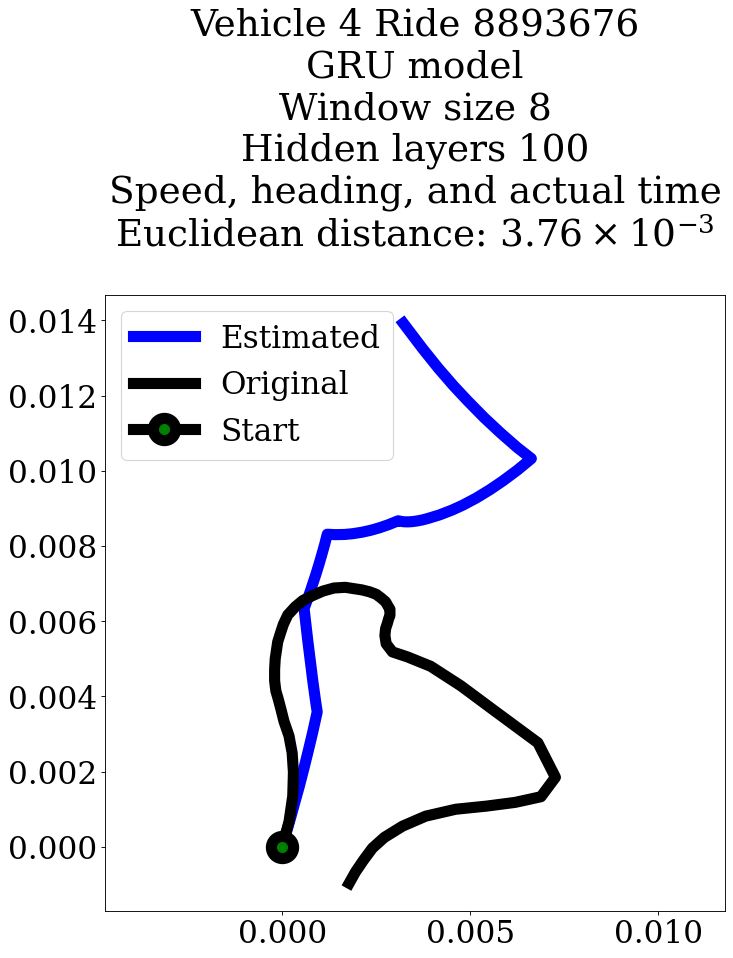 Vehicle 4 Ride 8893676
GRU model
Window size 8
Hidden layers 100
Speed, heading, and actual time
Euclidean distance: 3.76 × 10⁻³
0.014
0.012
0.010
0.008
0.006
0.004
0.002
0.000
Estimated
Original
Start
0.000
0.005
0.010